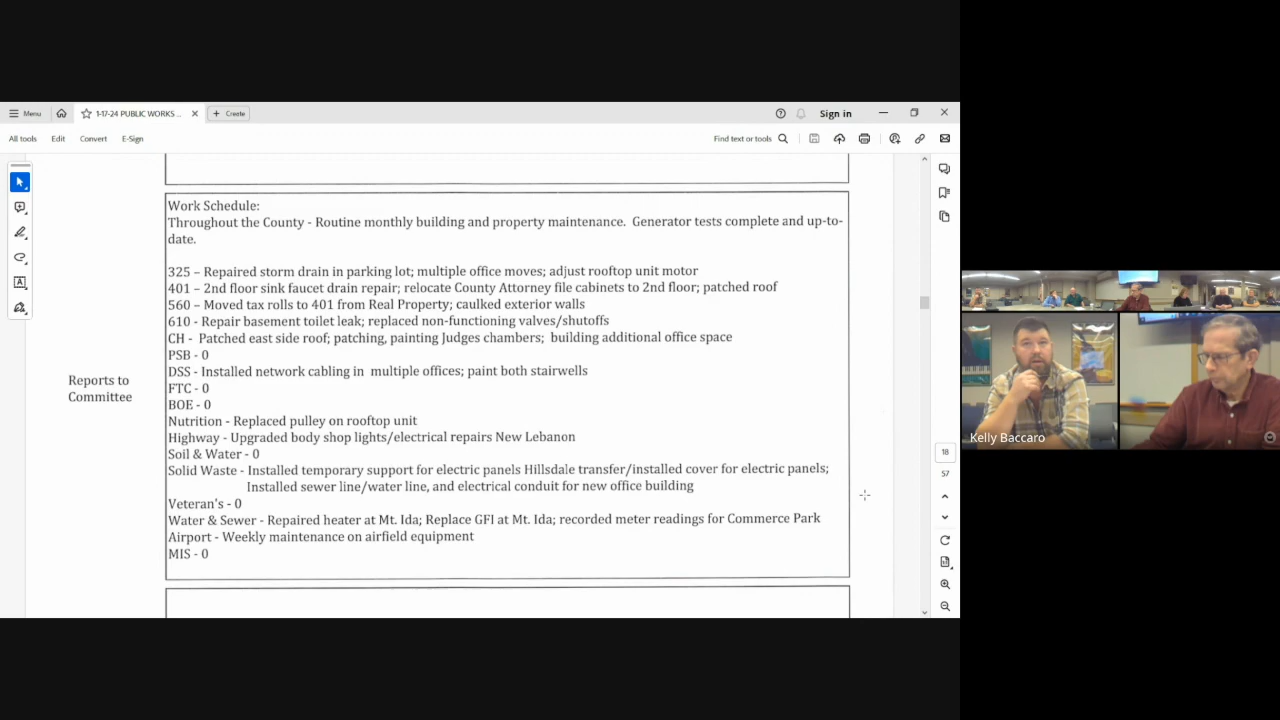 Menu
1-17-24 PUBLIC WORKS ...
Create
Sign in
All tools
Edit
Convert
E-Sign
Find text or tools
Work Schedule:
Throughout the County - Routine monthly building and property maintenance. Generator tests complete and up-to-
date.
325 – Repaired storm drain in parking lot; multiple office moves; adjust rooftop unit motor
401 – 2nd floor sink faucet drain repair; relocate County Attorney file cabinets to 2nd floor; patched roof
560 – Moved tax rolls to 401 from Real Property; caulked exterior walls
610 - Repair basement toilet leak; replaced non-functioning valves/shutoffs
CH - Patched east side roof; patching, painting Judges chambers; building additional office space
PSB - 0
DSS - Installed network cabling in multiple offices; paint both stairwells
FTC - 0
BOE - 0
Nutrition - Replaced pulley on rooftop unit
Highway - Upgraded body shop lights/electrical repairs New Lebanon
Soil & Water - 0
Solid Waste - Installed temporary support for electric panels Hillsdale transfer/installed cover for electric panels;
Installed sewer line/water line, and electrical conduit for new office building
Veteran's - 0
Water & Sewer - Repaired heater at Mt. Ida; Replace GFI at Mt. Ida; recorded meter readings for Commerce Park
Airport - Weekly maintenance on airfield equipment
MIS - 0
Reports to
Committee
18
57
Kelly Baccaro